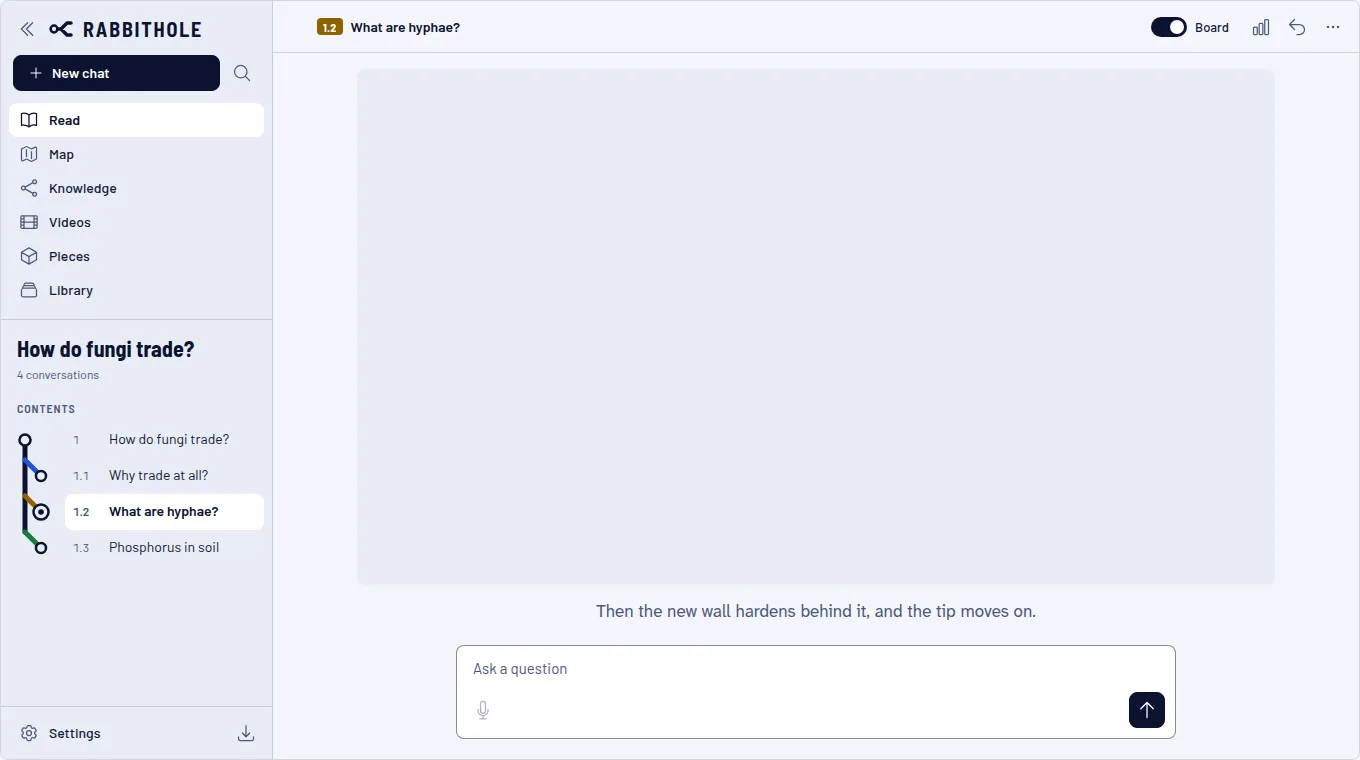 RABBITHOLE
New chat
Read
Map
Knowledge
Videos
Pieces
Library
How do fungi trade?
4 conversations
CONTENTS
1 How do fungi trade?
1.1 Why trade at all?
1.2 What are hyphae?
1.3 Phosphorus in soil
Settings
1.2 What are hyphae?
Board
Then the new wall hardens behind it, and the tip moves on.
Ask a question